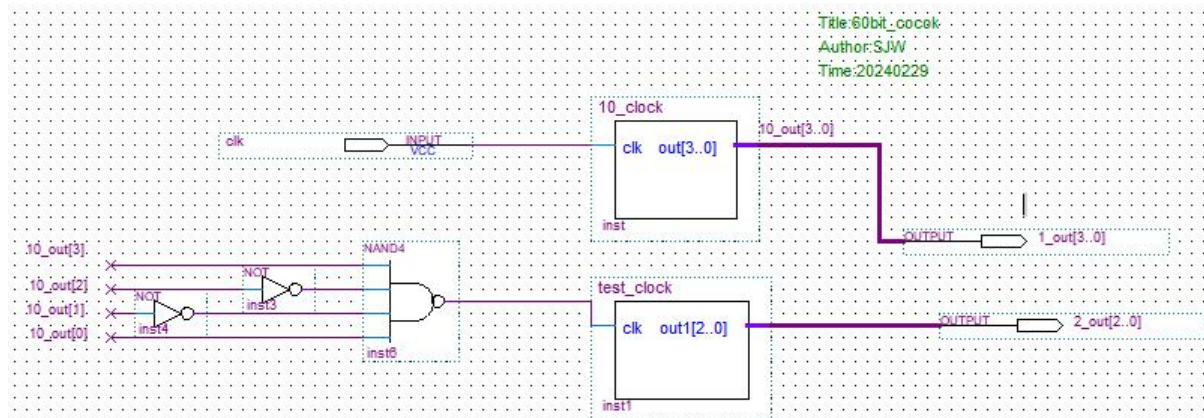 Title:60bit_cocok
Author:SJW
Time:20240229
10_clock
clk
INPUT
VCC
10_out[3..0]
clk out[3..0]
inst
OUTPUT
1_out[3..0]
10_out[3]
NAND4
10_out[2]
NOT
inst3
10_out[1]
NOT
inst4
10_out[0]
inst6
test_clock
clk out1[2..0]
OUTPUT
2_out[2..0]
inst1